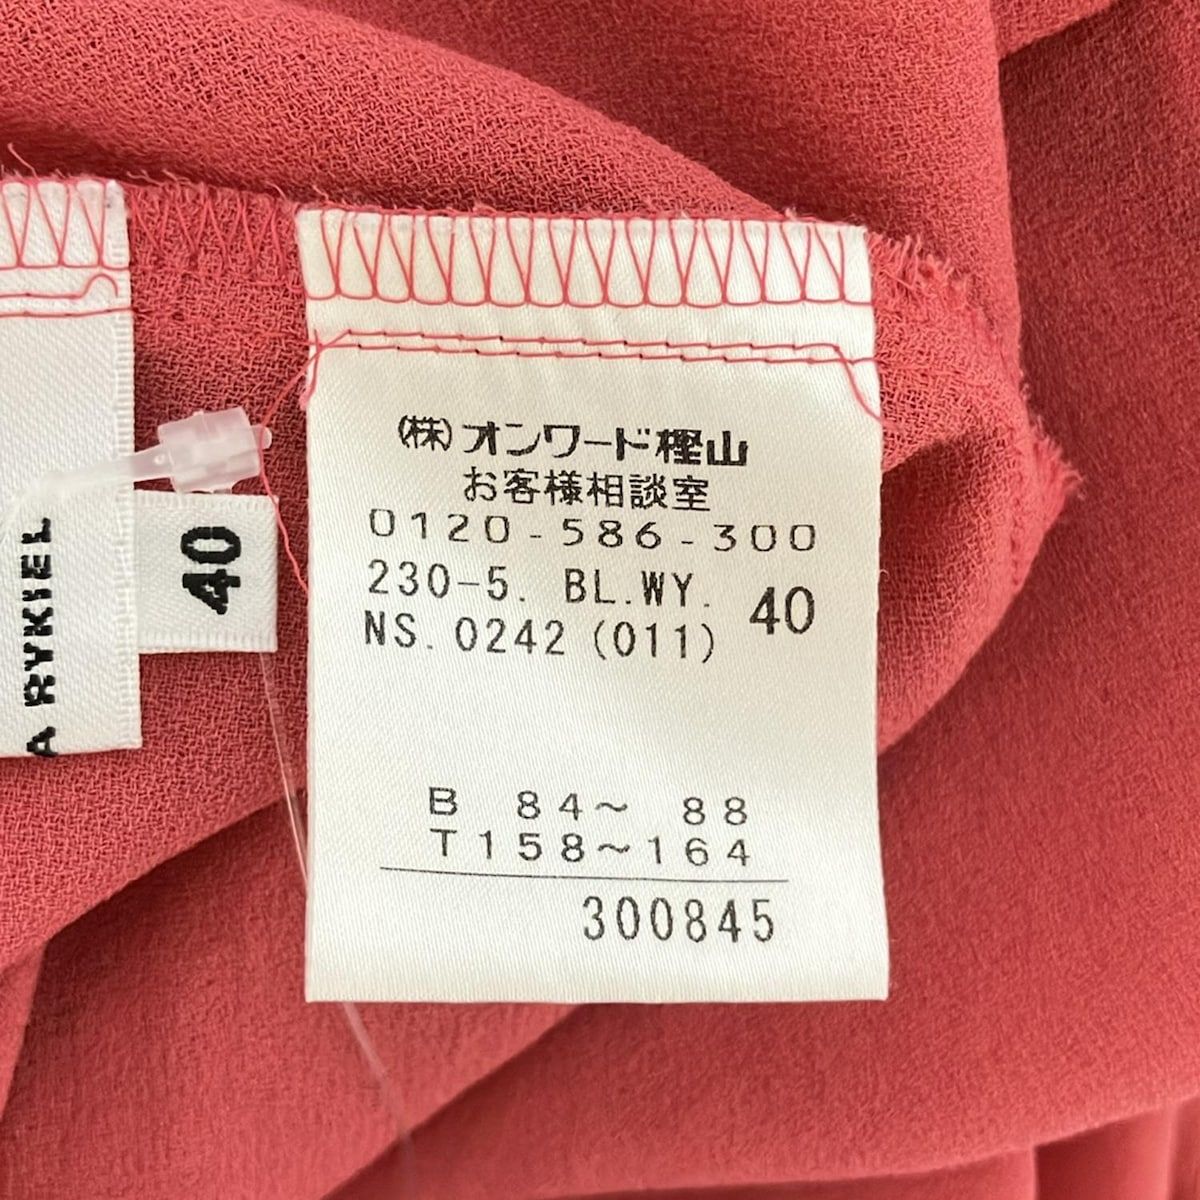 (株)オンワード樫山
お客様相談室
0120-586-300
230-5. BL.WY. 40
NS. 0242 (011)
B 84~ 88
T158~164
300845
40
A RYKIEL